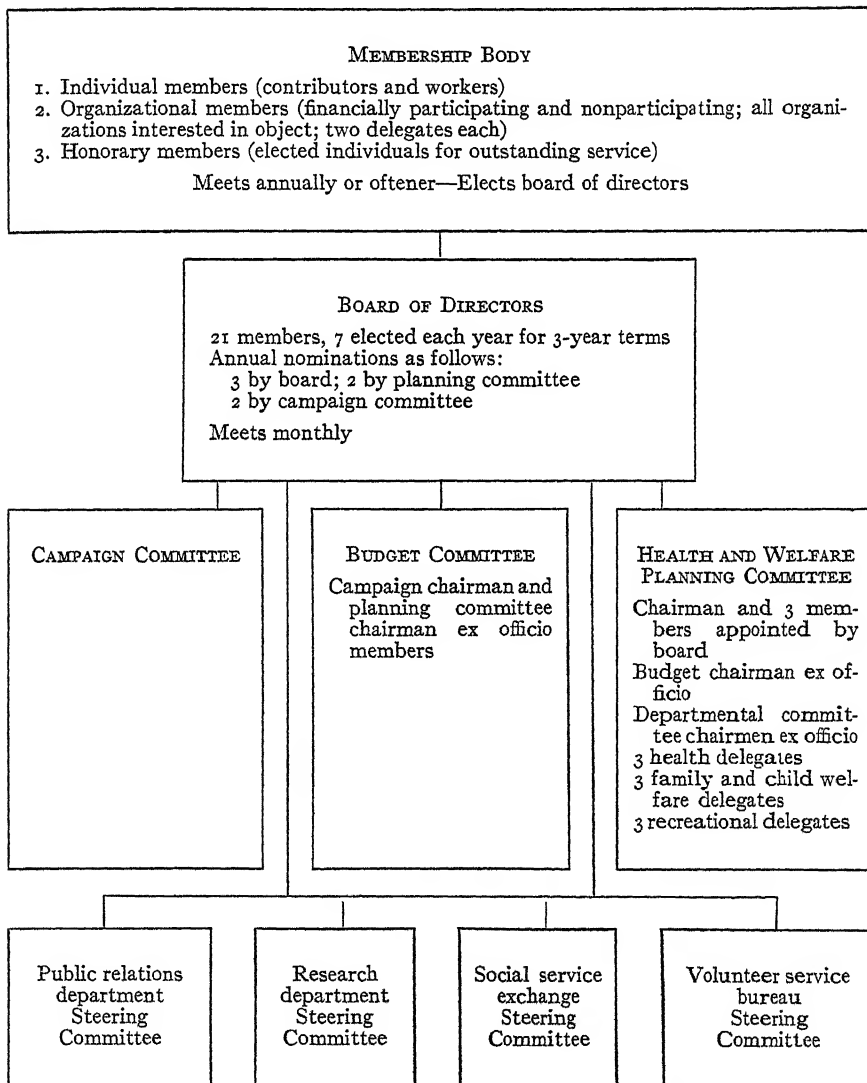 MEMBERSHIP BODY
1. Individual members (contributors and workers)
2. Organizational members (financially participating and nonparticipating; all organi-
zations interested in object; two delegates each)
3. Honorary members (elected individuals for outstanding service)
Meets annually or oftener—Elects board of directors
BOARD OF DIRECTORS
21 members, 7 elected each year for 3-year terms
Annual nominations as follows:
3 by board; 2 by planning committee
2 by campaign committee
Meets monthly
CAMPAIGN COMMITTEE
BUDGET COMMITTEE
Campaign chairman and
planning committee
chairman ex officio
members
HEALTH AND WELFARE
PLANNING COMMITTEE
Chairman and 3 mem-
bers appointed by
board
Budget chairman ex of-
ficio
Departmental commit-
tee chairmen ex officio
3 health delegates
3 family and child wel-
fare delegates
3 recreational delegates
Public relations
department
Steering
Committee
Research
department
Steering
Committee
Social service
exchange
Steering
Committee
Volunteer service
bureau
Steering
Committee